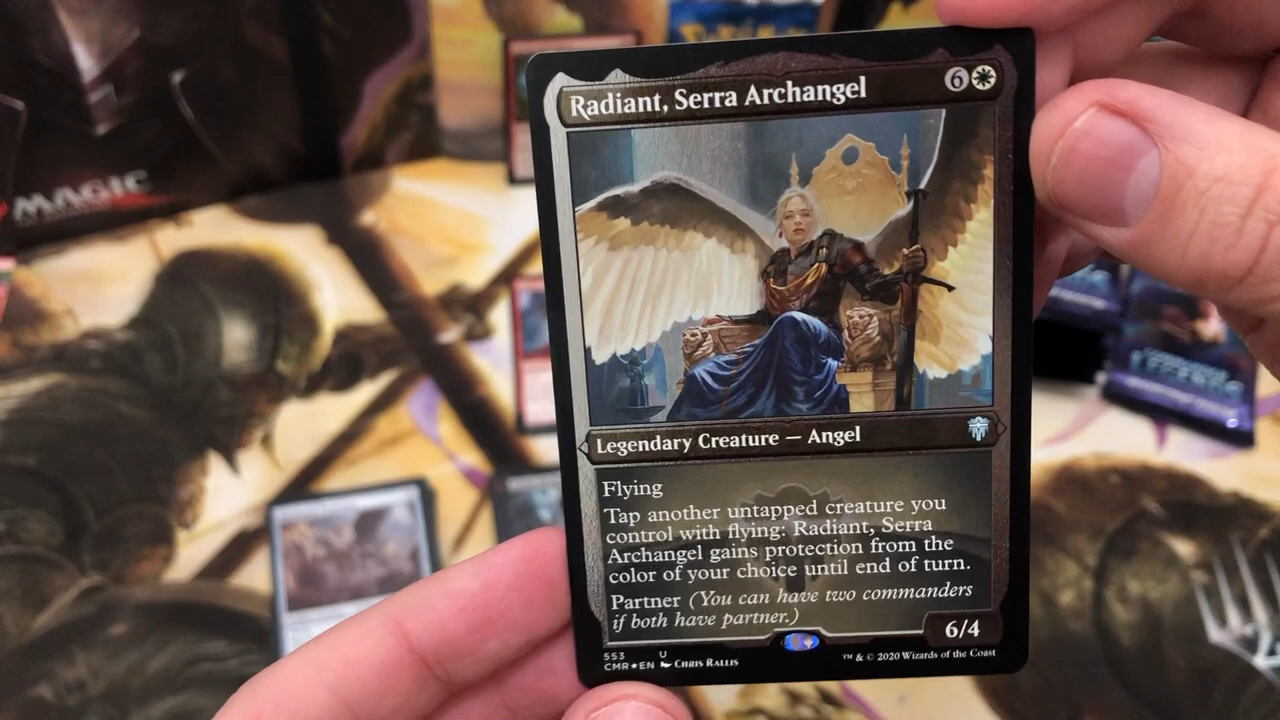 MAGIC
Radiant, Serra Archangel
6
Legendary Creature — Angel
Flying
Tap another untapped creature you
control with flying: Radiant, Serra
Archangel gains protection from the
color of your choice until end of turn.
Partner (You can have two commanders
if both have partner.)
6/4
553 U
CMR★EN Chris Rallis
™ & © 2020 Wizards of the Coast
LEGENDS